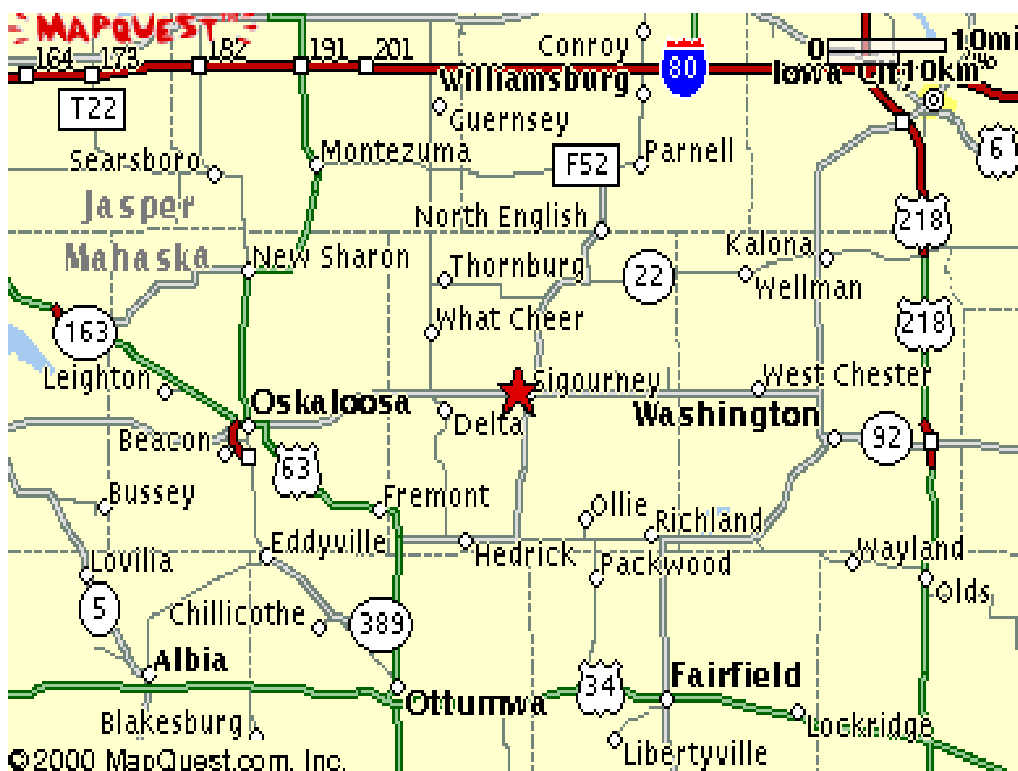 MAPQUEST™
164 173 182 191 201
Conroy
0 10mi
10km
80
Williamsburg
Iowa City
T22
Guernsey
6
Searsboro
Montezuma
F52
Parnell
Jasper
North English
218
Mahaska
New Sharon
Thornburg
22
Kalona
Wellman
163
What Cheer
218
Leighton
Sigourney
West Chester
Oskaloosa
Delta
Washington
92
Beacon
63
Bussey
Fremont
Ollie
Richland
Lovilia
Eddyville
Hedrick
Packwood
Wayland
5
Chillicothe
389
Olds
Albia
34
Fairfield
Ottumwa
Blakesburg
Lockridge
Libertyville
©2000 MapQuest.com, Inc.